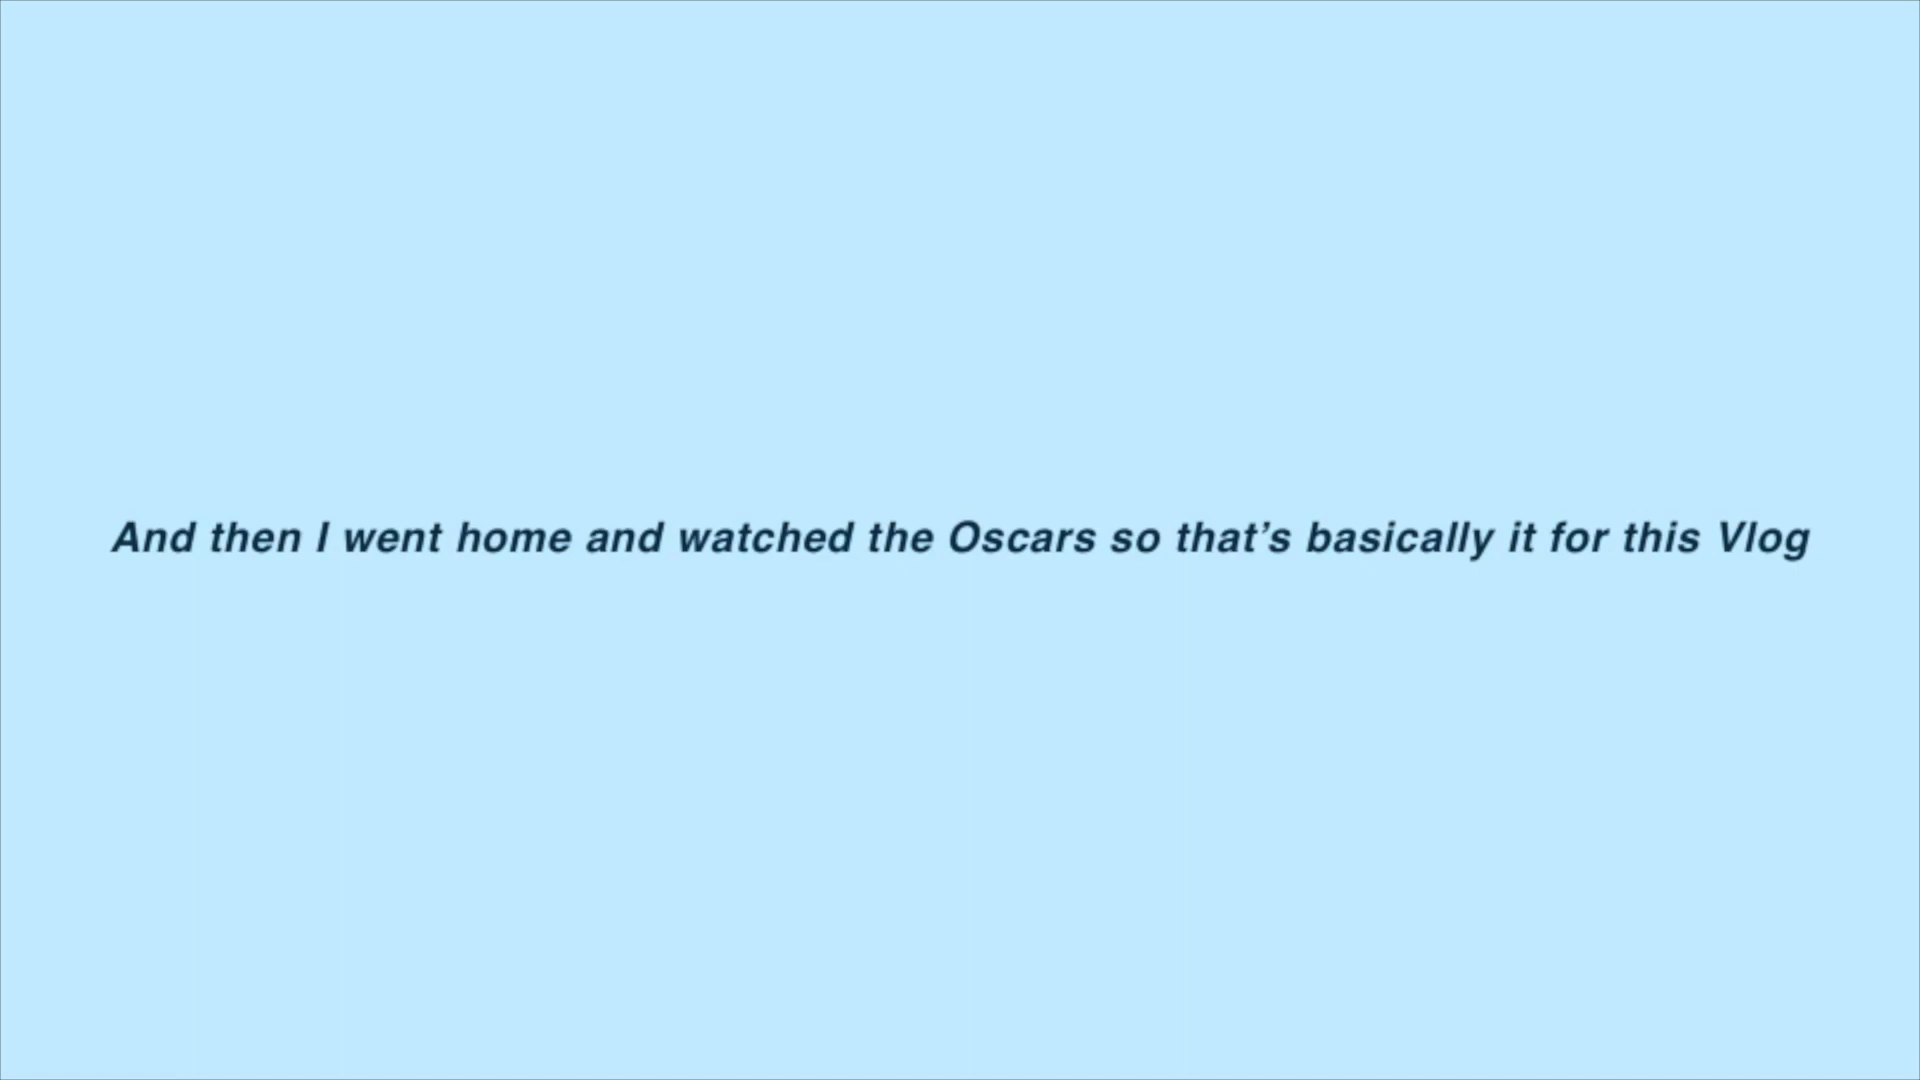 And then I went home and watched the Oscars so that’s basically it for this Vlog